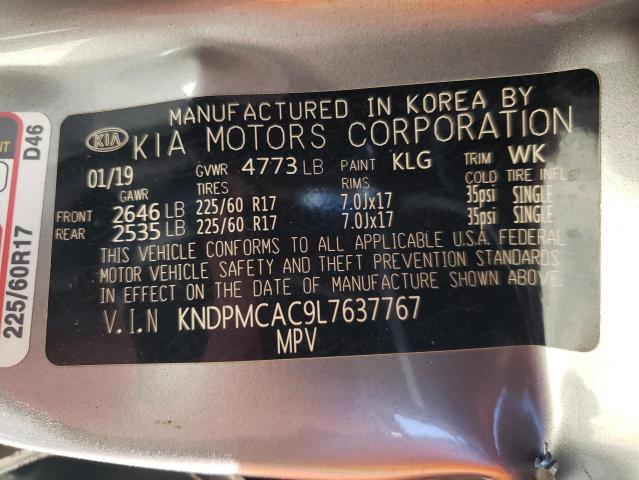 MANUFACTURED IN KOREA BY
KIA KIA MOTORS CORPORATION
01/19 GVWR 4773 LB PAINT KLG TRIM WK
GAWR TIRES RIMS COLD TIRE INFL
FRONT 2646 LB 225/60 R17 7.0Jx17 35psi SINGLE
REAR 2535 LB 225/60 R17 7.0Jx17 35psi SINGLE
THIS VEHICLE CONFORMS TO ALL APPLICABLE U.S.A. FEDERAL
MOTOR VEHICLE SAFETY AND THEFT PREVENTION STANDARDS
IN EFFECT ON THE DATE OF MANUFACTURE SHOWN ABOVE.
V.I.N KNDPMCAC9L7637767
MPV
D46
225/60R17